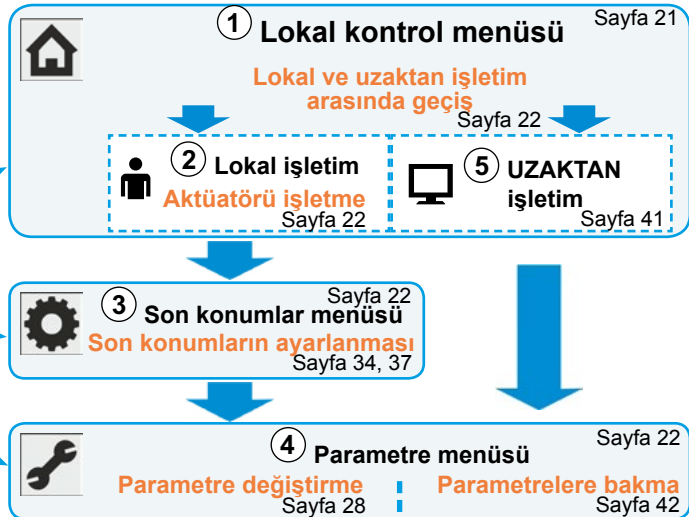 ① Lokal kontrol menüsü Sayfa 21
Lokal ve uzaktan işletim
arasında geçiş
Sayfa 22
② Lokal işletim
Aktüatörü işletme
Sayfa 22
⑤ UZAKTAN
işletim
Sayfa 41
Sayfa 22
③ Son konumlar menüsü
Son konumların ayarlanması
Sayfa 34, 37
④ Parametre menüsü Sayfa 22
Parametre değiştirme
Sayfa 28
Parametrelere bakma
Sayfa 42